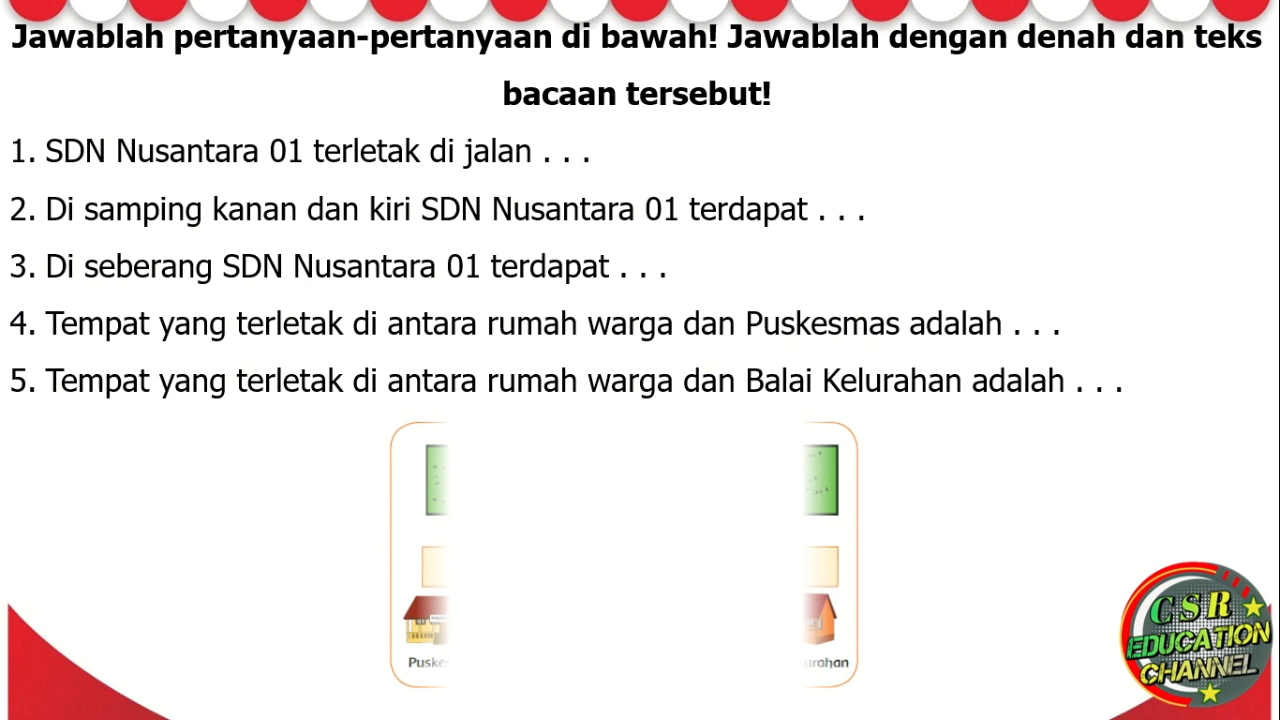 Jawablah pertanyaan-pertanyaan di bawah! Jawablah dengan denah dan teks
bacaan tersebut!
1. SDN Nusantara 01 terletak di jalan . . .
2. Di samping kanan dan kiri SDN Nusantara 01 terdapat . . .
3. Di seberang SDN Nusantara 01 terdapat . . .
4. Tempat yang terletak di antara rumah warga dan Puskesmas adalah . . .
5. Tempat yang terletak di antara rumah warga dan Balai Kelurahan adalah . . .
CSR
EDUCATION
CHANNEL